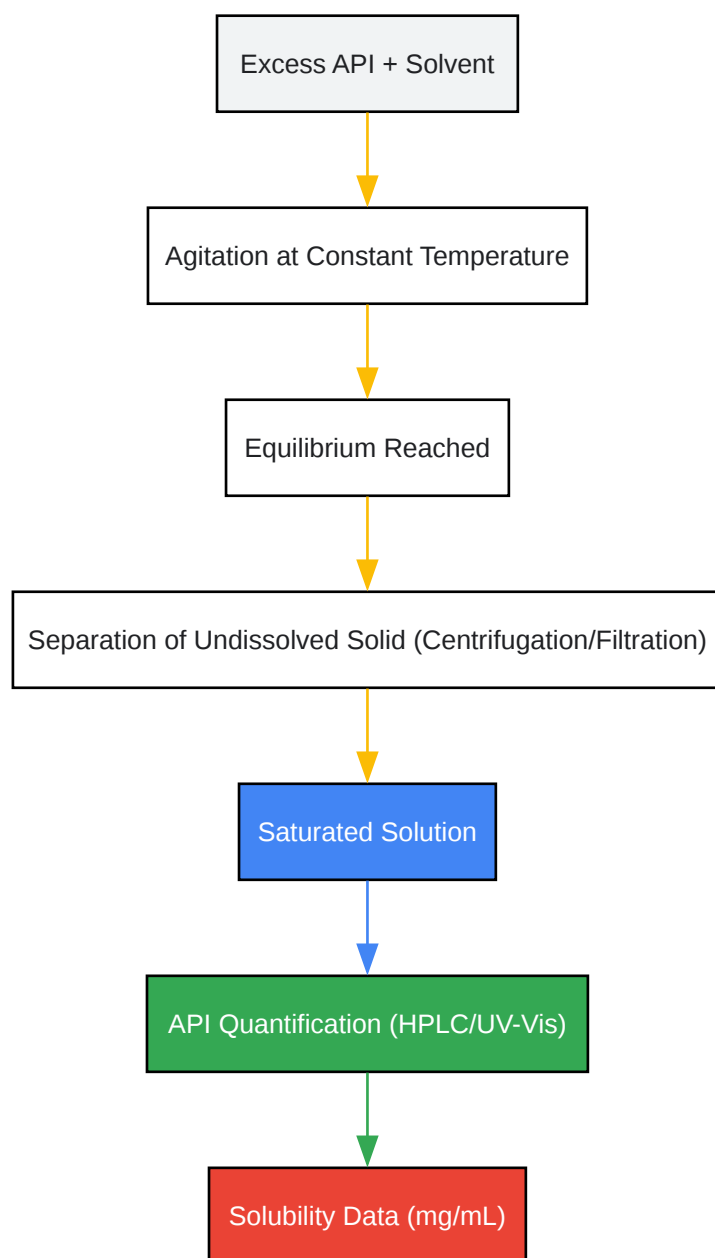 Excess API + Solvent
Agitation at Constant Temperature
Equilibrium Reached
Separation of Undissolved Solid (Centrifugation/Filtration)
Saturated Solution
API Quantification (HPLC/UV-Vis)
Solubility Data (mg/mL)